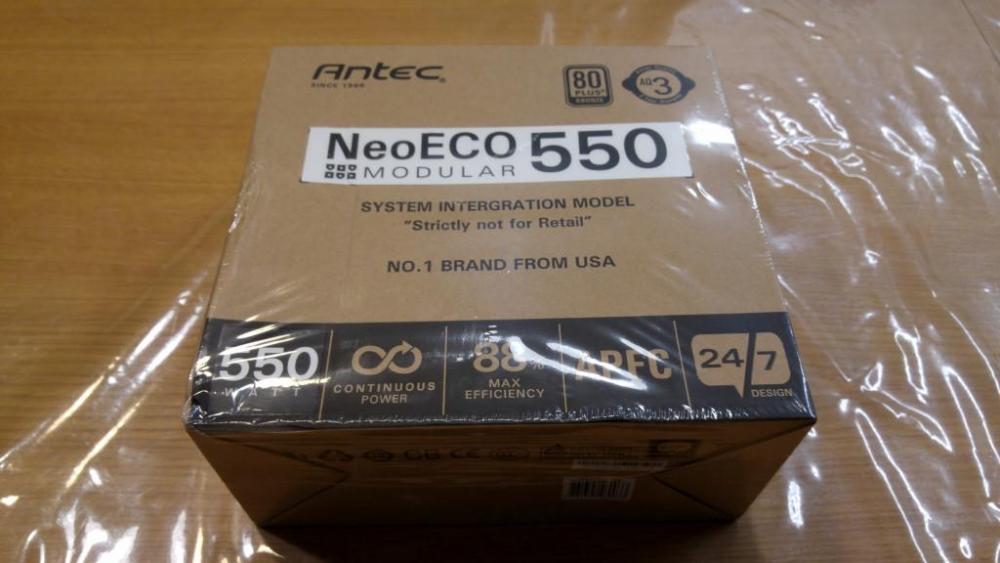 Antec
SINCE 1986
80
PLUS
BRONZE
AQ3
NeoECO 550
MODULAR
SYSTEM INTERGRATION MODEL
"Strictly not for Retail"
NO.1 BRAND FROM USA
550
WATT
CONTINUOUS
POWER
88%
MAX
EFFICIENCY
APFC
24/7
DESIGN
CE